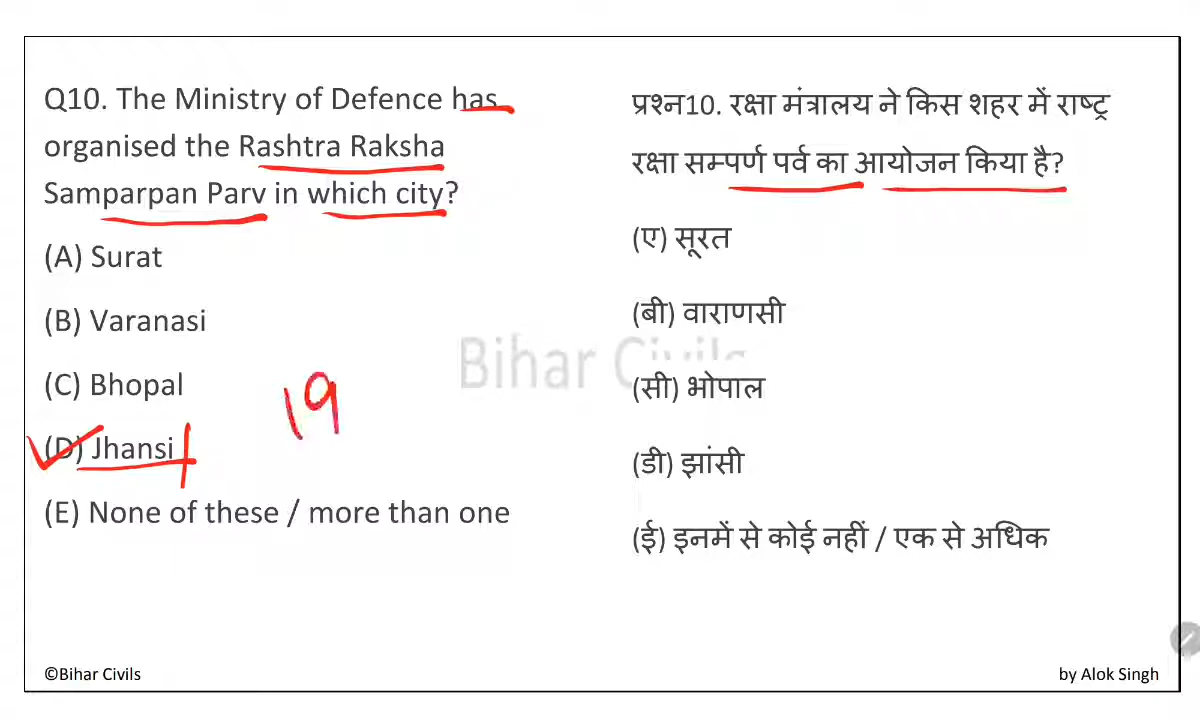 Q10. The Ministry of Defence has
organised the Rashtra Raksha
Samparpan Parv in which city?
(A) Surat
(B) Varanasi
(C) Bhopal
(D) Jhansi
(E) None of these / more than one
19
प्रश्न10. रक्षा मंत्रालय ने किस शहर में राष्ट्र
रक्षा सम्पर्ण पर्व का आयोजन किया है?
(ए) सूरत
(बी) वाराणसी
(सी) भोपाल
(डी) झांसी
(ई) इनमें से कोई नहीं / एक से अधिक
Bihar Civils
©Bihar Civils
by Alok Singh